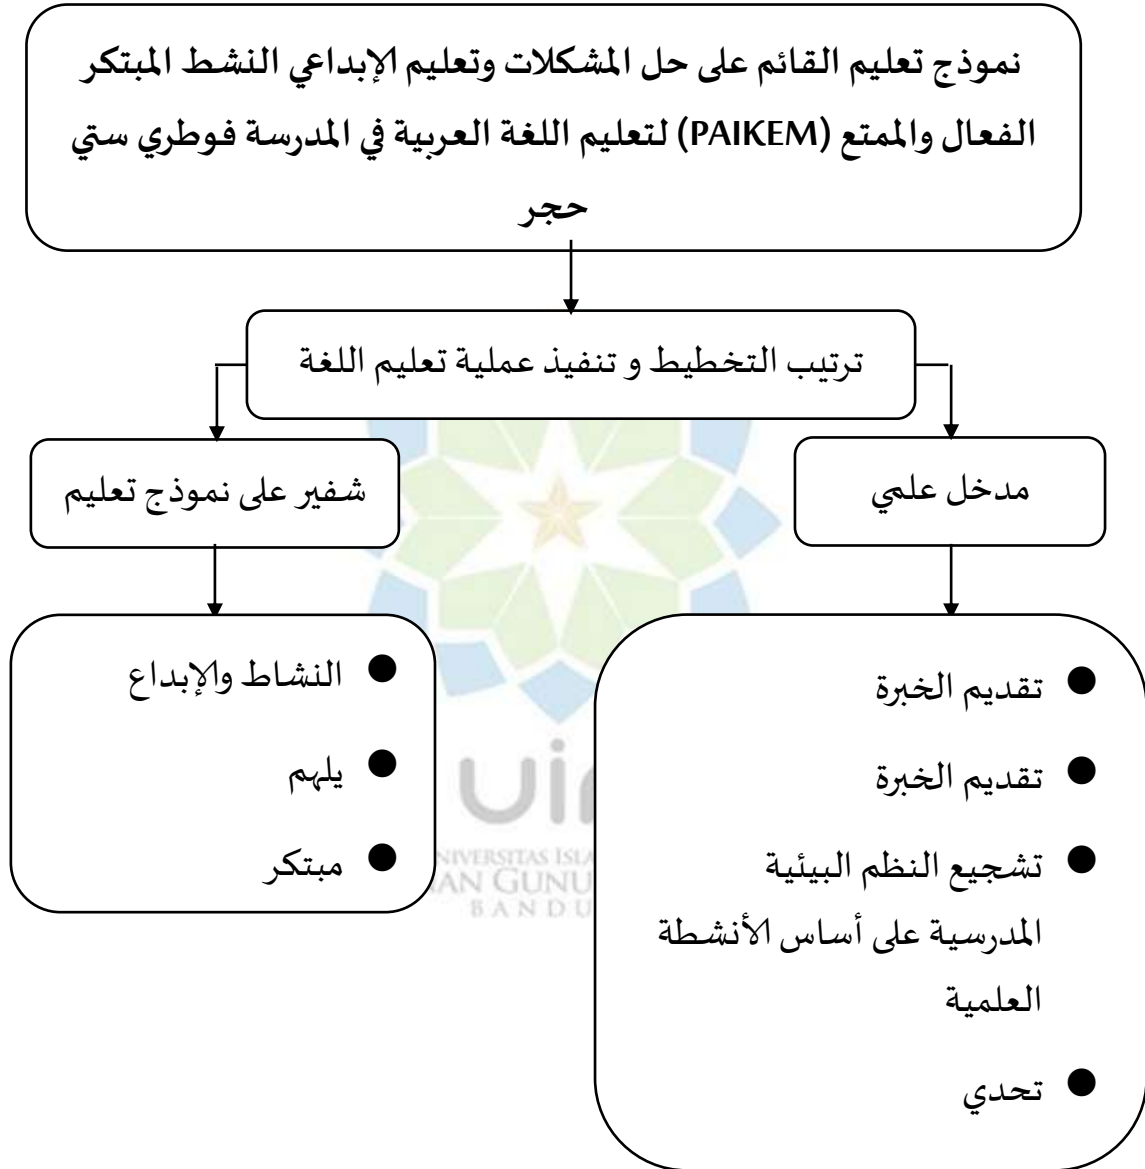 نموذج تعليم القائم على حل المشكلات وتعليم الإبداعي النشط المبتكر
الفعال والممتع (PAIKEM) لتعليم اللغة العربية في المدرسة فوطري ستي
حجر
ترتيب التخطيط و تنفيذ عملية تعليم اللغة
مدخل علمي
شفير على نموذج تعليم
● تقديم الخبرة
● تقديم الخبرة
● تشجيع النظم البيئية
المدرسية على أساس الأنشطة
العلمية
● تحدي
● النشاط والإبداع
● يلهم
● مبتكر
BANDU